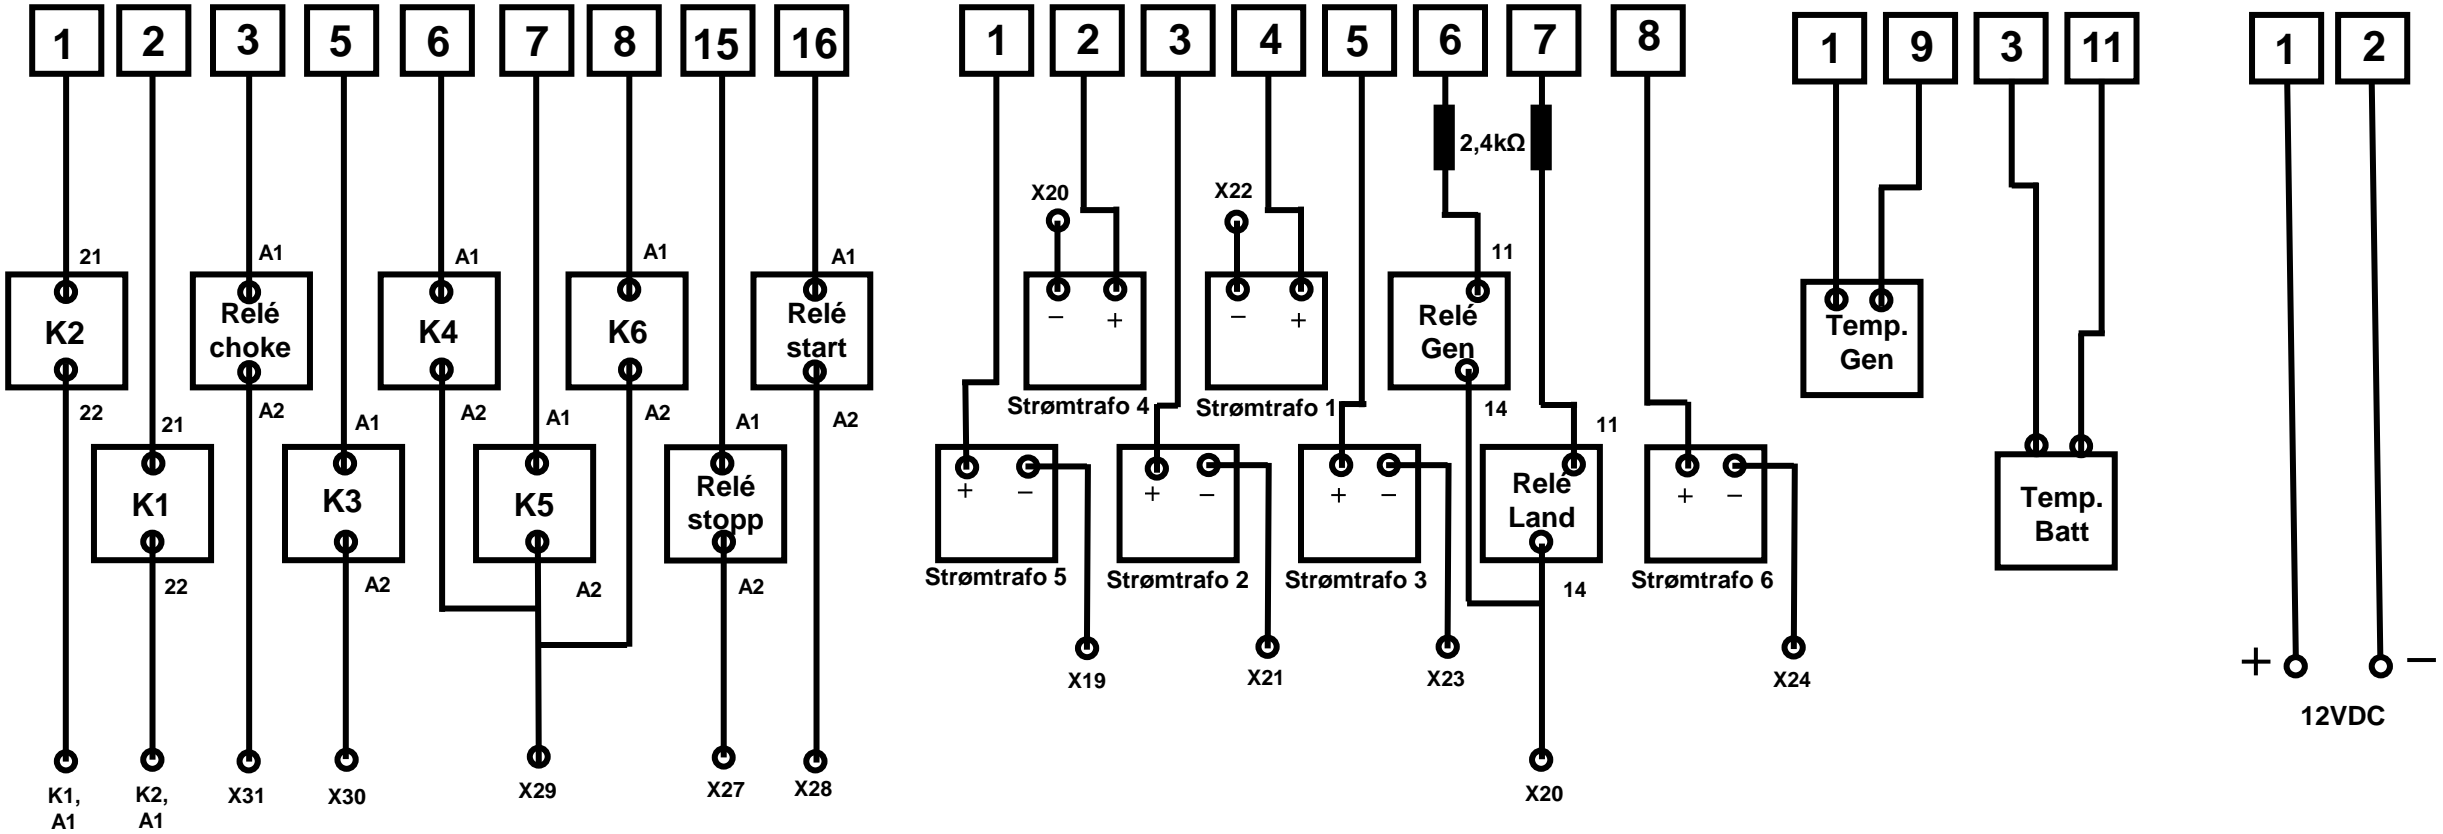 1 2 3 5 6 7 8 15 16 1 2 3 4 5 6 7 8 1 9 3 11 1 2
2,4kΩ
X20 X22
21 A1 A1 A1 A1 11
K2
Relé
choke
K4
K6
Relé
start
− +
− +
Relé
Gen
Temp.
Gen
22 A2 A2 A2 A2
Strømtrafo 4
Strømtrafo 1
14
21 A1 A1 A1 11
K1
K3
K5
Relé
stopp
+ −
+ −
+ −
Relé
Land
+ −
Temp.
Batt
22 A2 A2 A2
Strømtrafo 5
Strømtrafo 2
Strømtrafo 3
14
Strømtrafo 6
X19 X21 X23 X24
+ −
12VDC
K1,
A1
K2,
A1
X31 X30 X29 X27 X28 X20